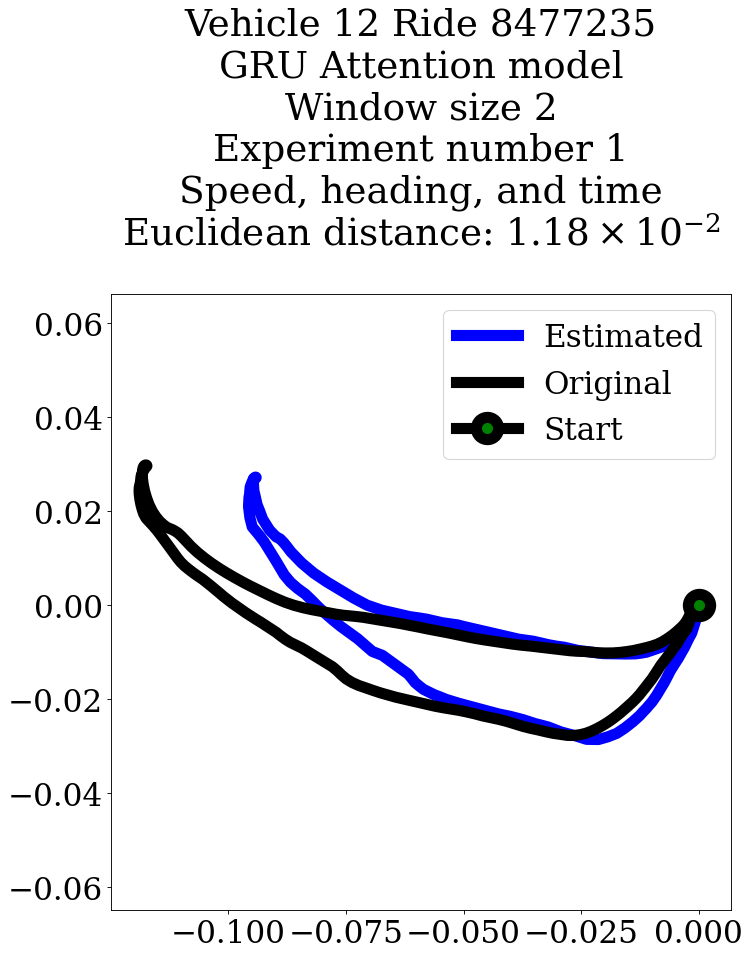 Vehicle 12 Ride 8477235
GRU Attention model
Window size 2
Experiment number 1
Speed, heading, and time
Euclidean distance: 1.18 × 10⁻²
Estimated
Original
Start
0.06
0.04
0.02
0.00
−0.02
−0.04
−0.06
−0.100 −0.075 −0.050 −0.025 0.000